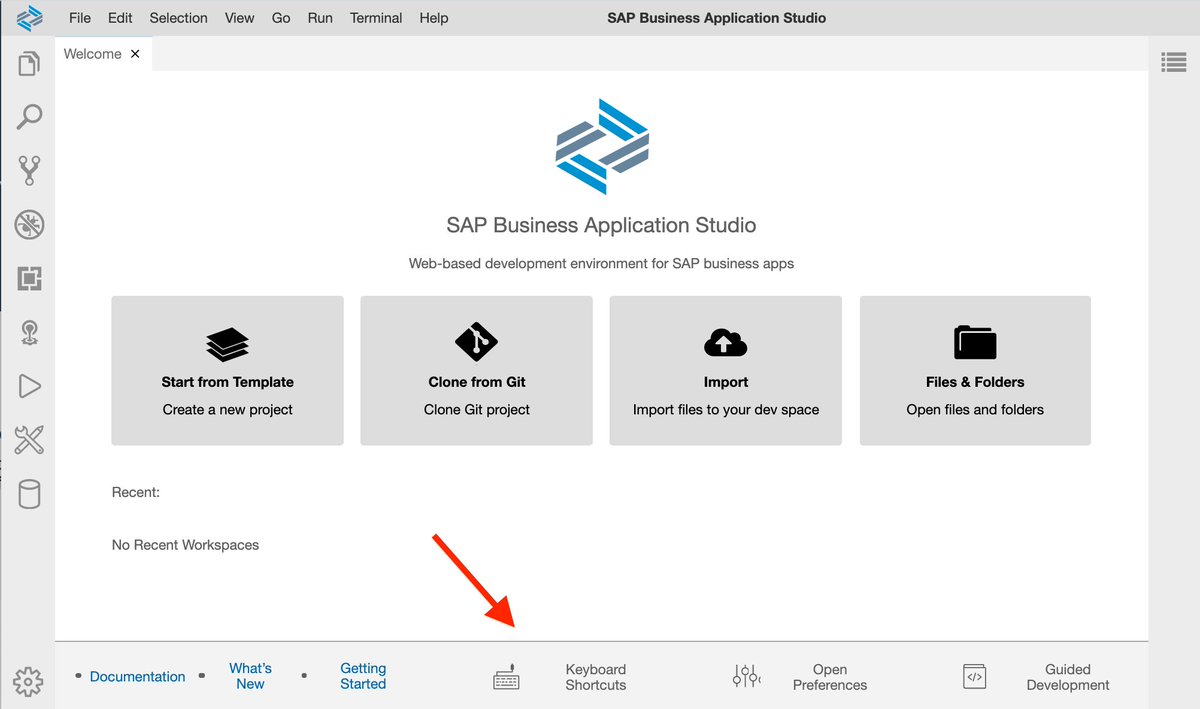 File Edit Selection View Go Run Terminal Help SAP Business Application Studio
Welcome
SAP Business Application Studio
Web-based development environment for SAP business apps
Start from Template
Create a new project
Clone from Git
Clone Git project
Import
Import files to your dev space
Files & Folders
Open files and folders
Recent:
No Recent Workspaces
Documentation
What's
New
Getting
Started
Keyboard
Shortcuts
Open
Preferences
Guided
Development